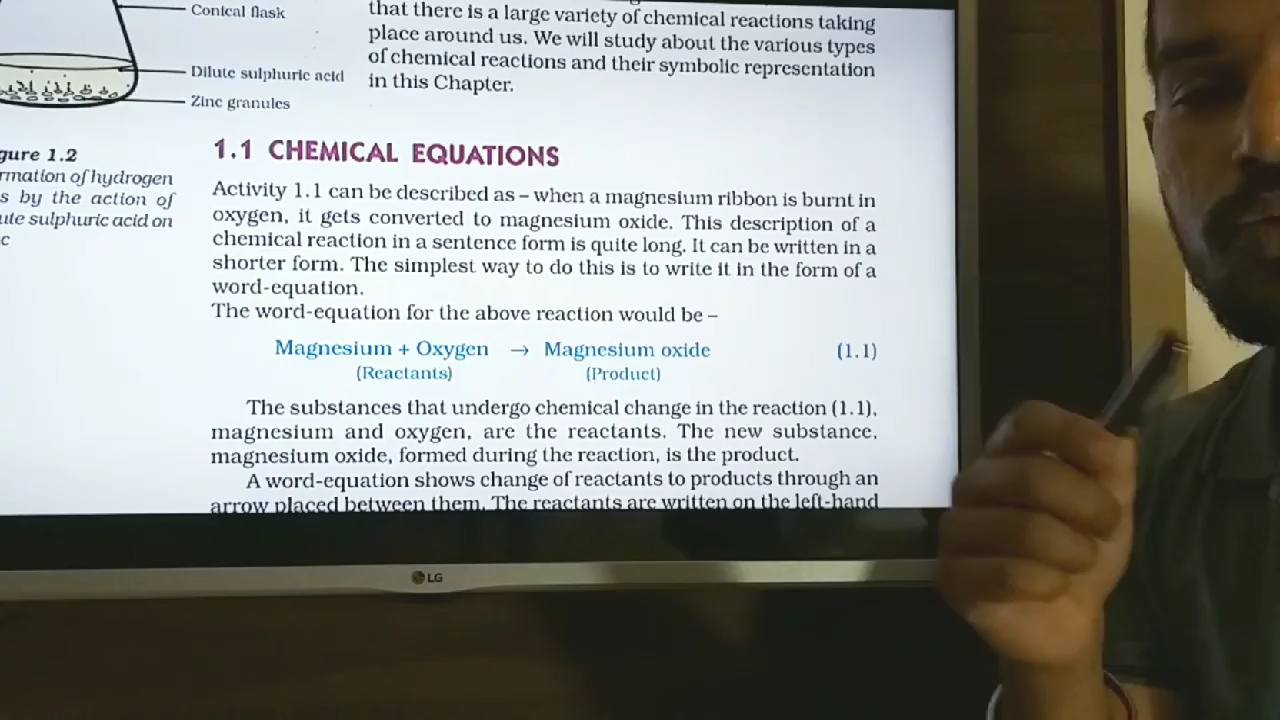 Conical flask
Dilute sulphuric acid
Zinc granules
that there is a large variety of chemical reactions taking
place around us. We will study about the various types
of chemical reactions and their symbolic representation
in this Chapter.
gure 1.2
rmation of hydrogen
s by the action of
ute sulphuric acid on
c
1.1 CHEMICAL EQUATIONS
Activity 1.1 can be described as – when a magnesium ribbon is burnt in
oxygen, it gets converted to magnesium oxide. This description of a
chemical reaction in a sentence form is quite long. It can be written in a
shorter form. The simplest way to do this is to write it in the form of a
word-equation.
The word-equation for the above reaction would be –
Magnesium + Oxygen → Magnesium oxide (1.1)
(Reactants) (Product)
The substances that undergo chemical change in the reaction (1.1),
magnesium and oxygen, are the reactants. The new substance,
magnesium oxide, formed during the reaction, is the product.
A word-equation shows change of reactants to products through an
arrow placed between them. The reactants are written on the left-hand
LG